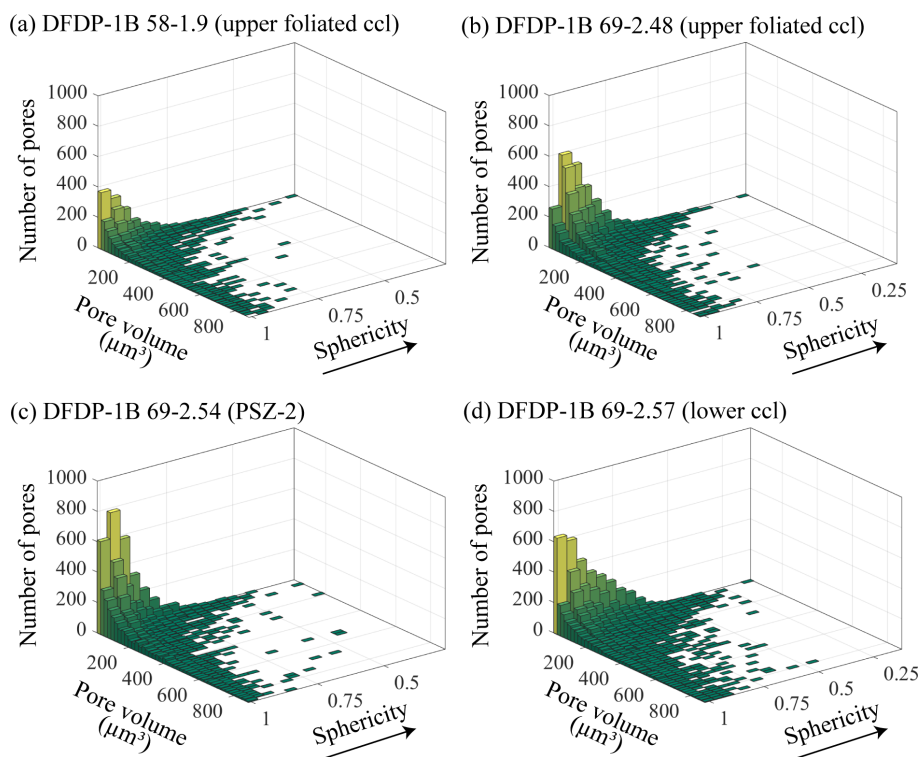 (a) DFDP-1B 58-1.9 (upper foliated ccl)
1000
800
600
400
200
0
Number of pores
200
400
600
800
Pore volume
(μm³)
1
0.75
0.5
Sphericity
(b) DFDP-1B 69-2.48 (upper foliated ccl)
1000
800
600
400
200
0
Number of pores
200
400
600
800
Pore volume
(μm³)
1
0.75
0.5
0.25
Sphericity
(c) DFDP-1B 69-2.54 (PSZ-2)
1000
800
600
400
200
0
Number of pores
200
400
600
800
Pore volume
(μm³)
1
0.75
0.5
Sphericity
(d) DFDP-1B 69-2.57 (lower ccl)
1000
800
600
400
200
0
Number of pores
200
400
600
800
Pore volume
(μm³)
1
0.75
0.5
0.25
Sphericity